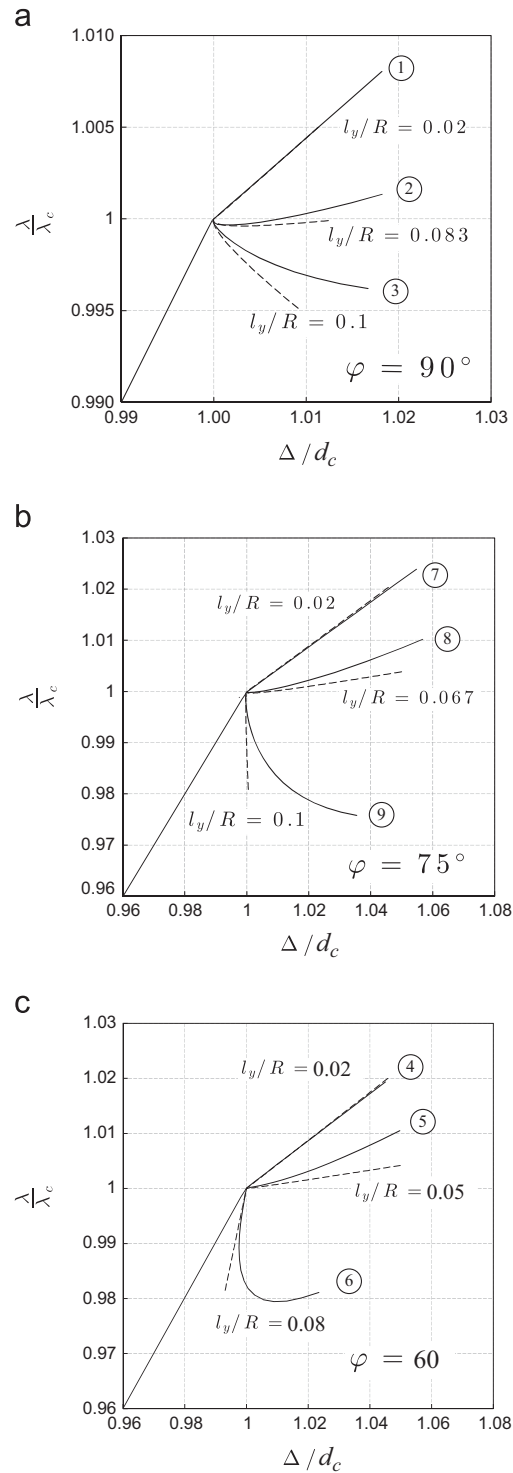 a
1.010
①
1.005
l_y/R = 0.02
②
1
λ/λ_c
l_y/R = 0.083
③
0.995
l_y/R = 0.1
φ = 90°
0.990
0.99 1.00 1.01 1.02 1.03
Δ/d_c
b
1.03
⑦
1.02
l_y/R = 0.02
⑧
1.01
1
λ/λ_c
l_y/R = 0.067
0.99
0.98
l_y/R = 0.1
⑨
0.97
φ = 75°
0.96
0.96 0.98 1 1.02 1.04 1.06 1.08
Δ/d_c
c
1.03
l_y/R = 0.02
④
1.02
⑤
1.01
1
λ/λ_c
l_y/R = 0.05
0.99
⑥
0.98
l_y/R = 0.08
0.97
φ = 60
0.96
0.96 0.98 1 1.02 1.04 1.06 1.08
Δ/d_c